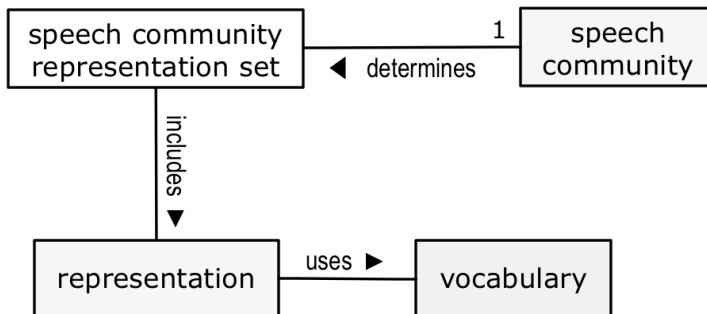 speech community
representation set
1
speech
community
◄ determines
includes ►
representation
uses ►
vocabulary